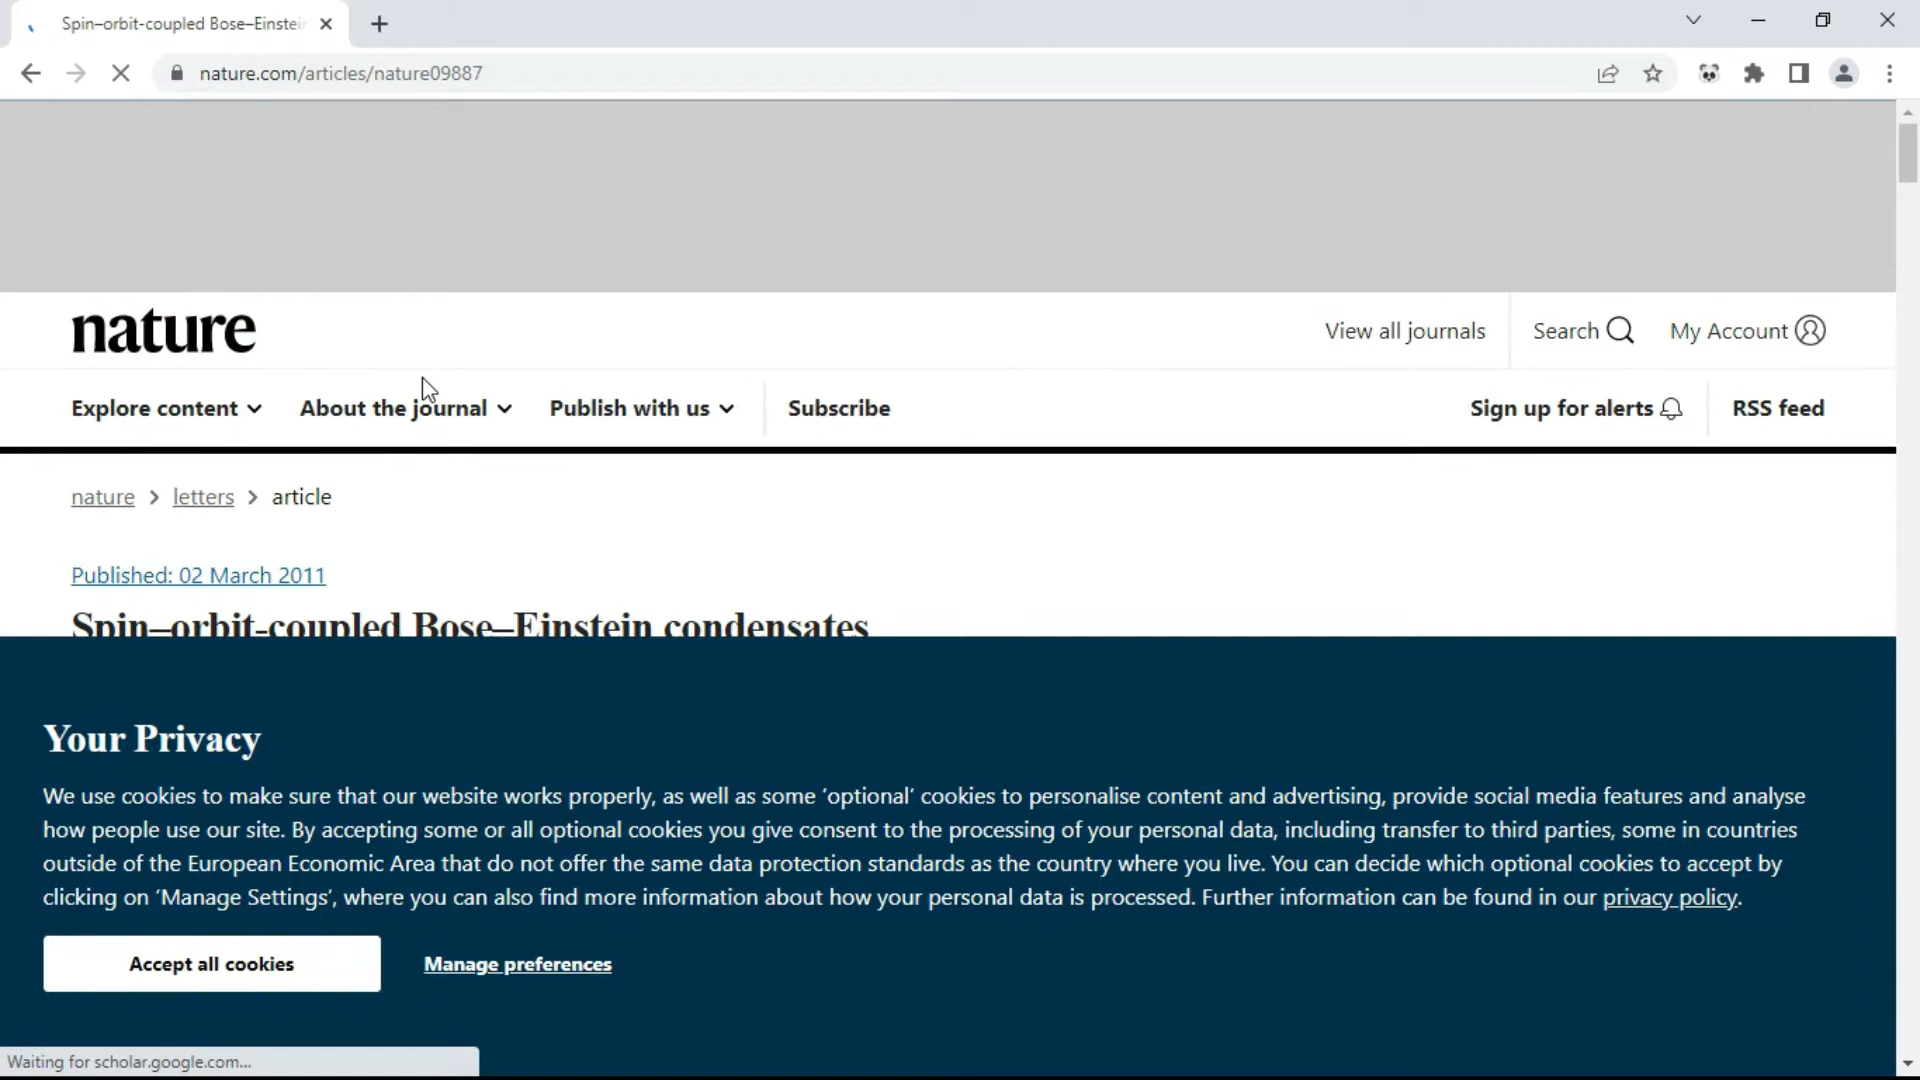 Spin–orbit-coupled Bose–Einstein
nature.com/articles/nature09887
nature
View all journals
Search
My Account
Explore content
About the journal
Publish with us
Subscribe
Sign up for alerts
RSS feed
nature > letters > article
Published: 02 March 2011
Spin–orbit-coupled Bose–Einstein condensates
Your Privacy
We use cookies to make sure that our website works properly, as well as some ‘optional’ cookies to personalise content and advertising, provide social media features and analyse
how people use our site. By accepting some or all optional cookies you give consent to the processing of your personal data, including transfer to third parties, some in countries
outside of the European Economic Area that do not offer the same data protection standards as the country where you live. You can decide which optional cookies to accept by
clicking on ‘Manage Settings’, where you can also find more information about how your personal data is processed. Further information can be found in our privacy policy.
Accept all cookies
Manage preferences
Waiting for scholar.google.com...